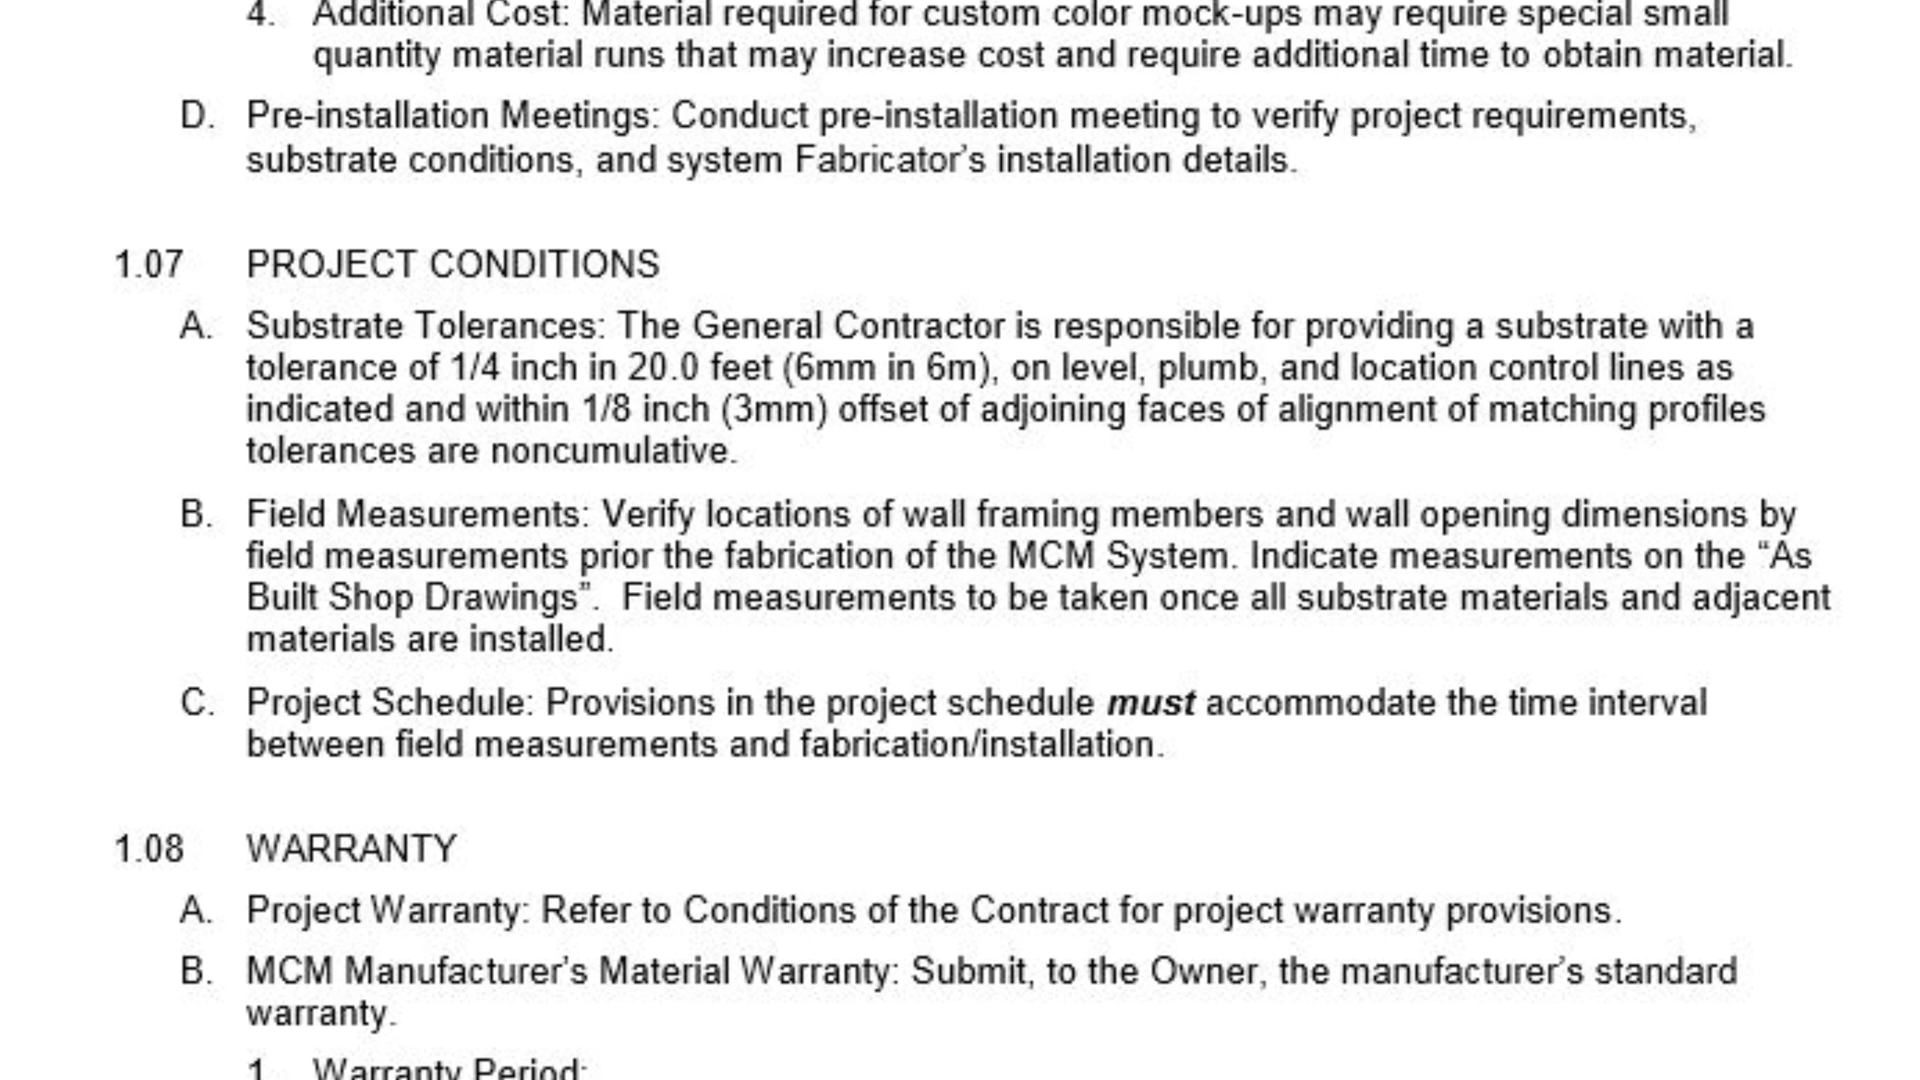 4. Additional Cost: Material required for custom color mock-ups may require special small
quantity material runs that may increase cost and require additional time to obtain material.
D. Pre-installation Meetings: Conduct pre-installation meeting to verify project requirements,
substrate conditions, and system Fabricator’s installation details.
1.07 PROJECT CONDITIONS
A. Substrate Tolerances: The General Contractor is responsible for providing a substrate with a
tolerance of 1/4 inch in 20.0 feet (6mm in 6m), on level, plumb, and location control lines as
indicated and within 1/8 inch (3mm) offset of adjoining faces of alignment of matching profiles
tolerances are noncumulative.
B. Field Measurements: Verify locations of wall framing members and wall opening dimensions by
field measurements prior the fabrication of the MCM System. Indicate measurements on the “As
Built Shop Drawings”.  Field measurements to be taken once all substrate materials and adjacent
materials are installed.
C. Project Schedule: Provisions in the project schedule must accommodate the time interval
between field measurements and fabrication/installation.
1.08 WARRANTY
A. Project Warranty: Refer to Conditions of the Contract for project warranty provisions.
B. MCM Manufacturer’s Material Warranty: Submit, to the Owner, the manufacturer’s standard
warranty.
1. Warranty Period: